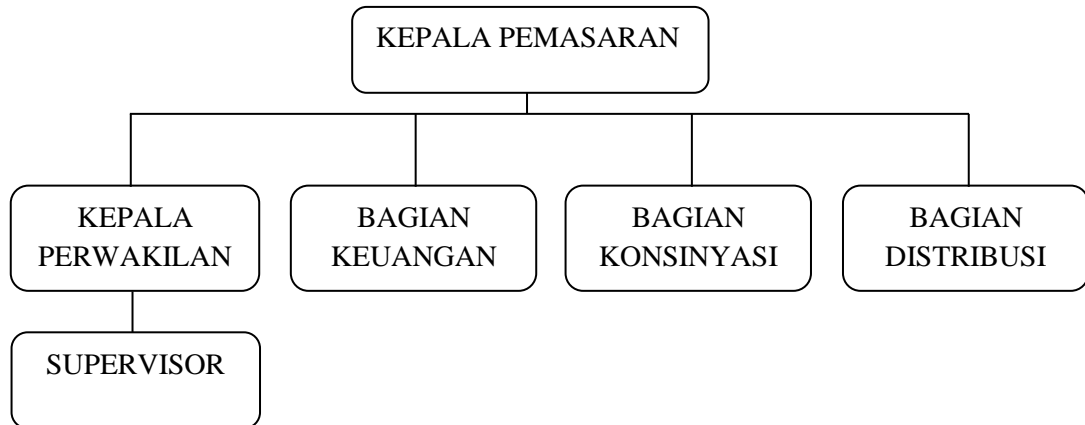 KEPALA PEMASARAN
KEPALA
PERWAKILAN
BAGIAN
KEUANGAN
BAGIAN
KONSINYASI
BAGIAN
DISTRIBUSI
SUPERVISOR